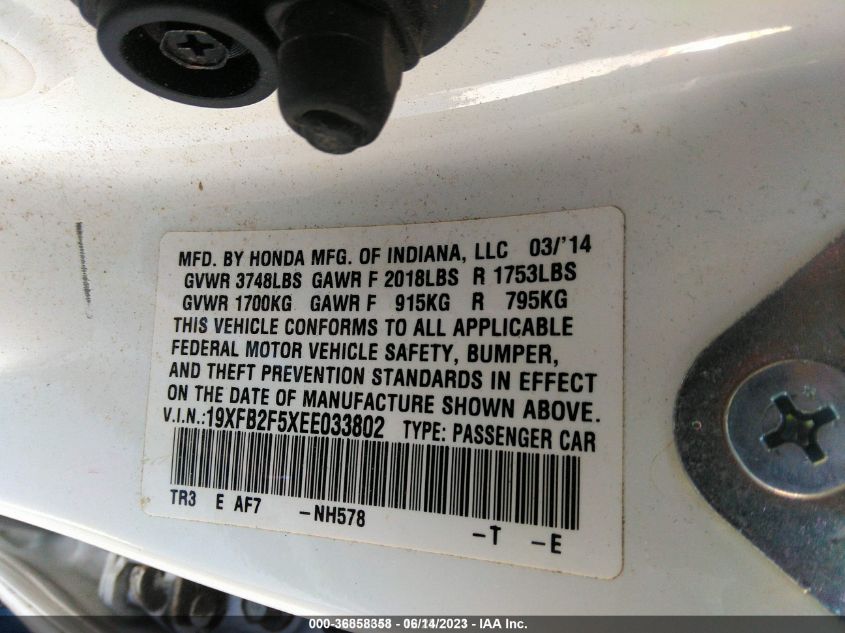 MFD. BY HONDA MFG. OF INDIANA, LLC 03/'14
GVWR 3748LBS GAWR F 2018LBS R 1753LBS
GVWR 1700KG GAWR F 915KG R 795KG
THIS VEHICLE CONFORMS TO ALL APPLICABLE
FEDERAL MOTOR VEHICLE SAFETY, BUMPER,
AND THEFT PREVENTION STANDARDS IN EFFECT
ON THE DATE OF MANUFACTURE SHOWN ABOVE.
V.I.N.:19XFB2F5XEE033802 TYPE: PASSENGER CAR
TR3 E AF7 -NH578 -T -E
000-36858358 - 06/14/2023 - IAA Inc.